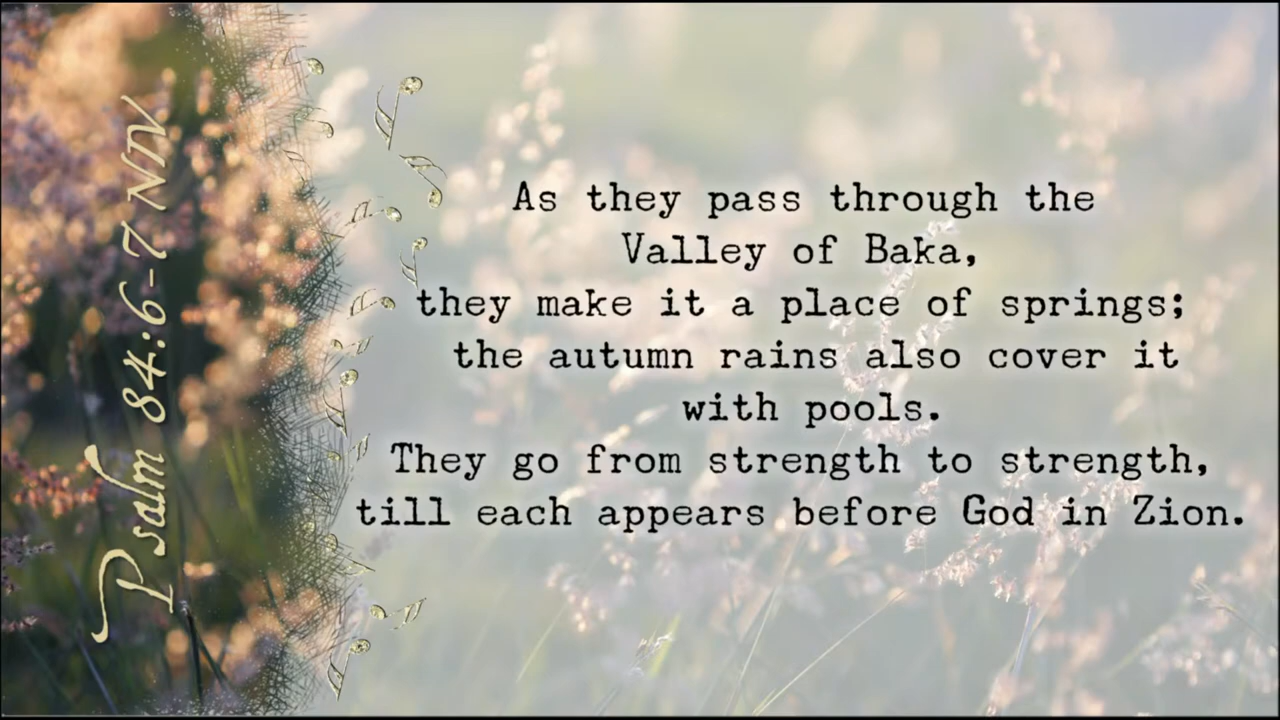 Psalm 84:6-7 NIV
As they pass through the
Valley of Baka,
they make it a place of springs;
the autumn rains also cover it
with pools.
They go from strength to strength,
till each appears before God in Zion.